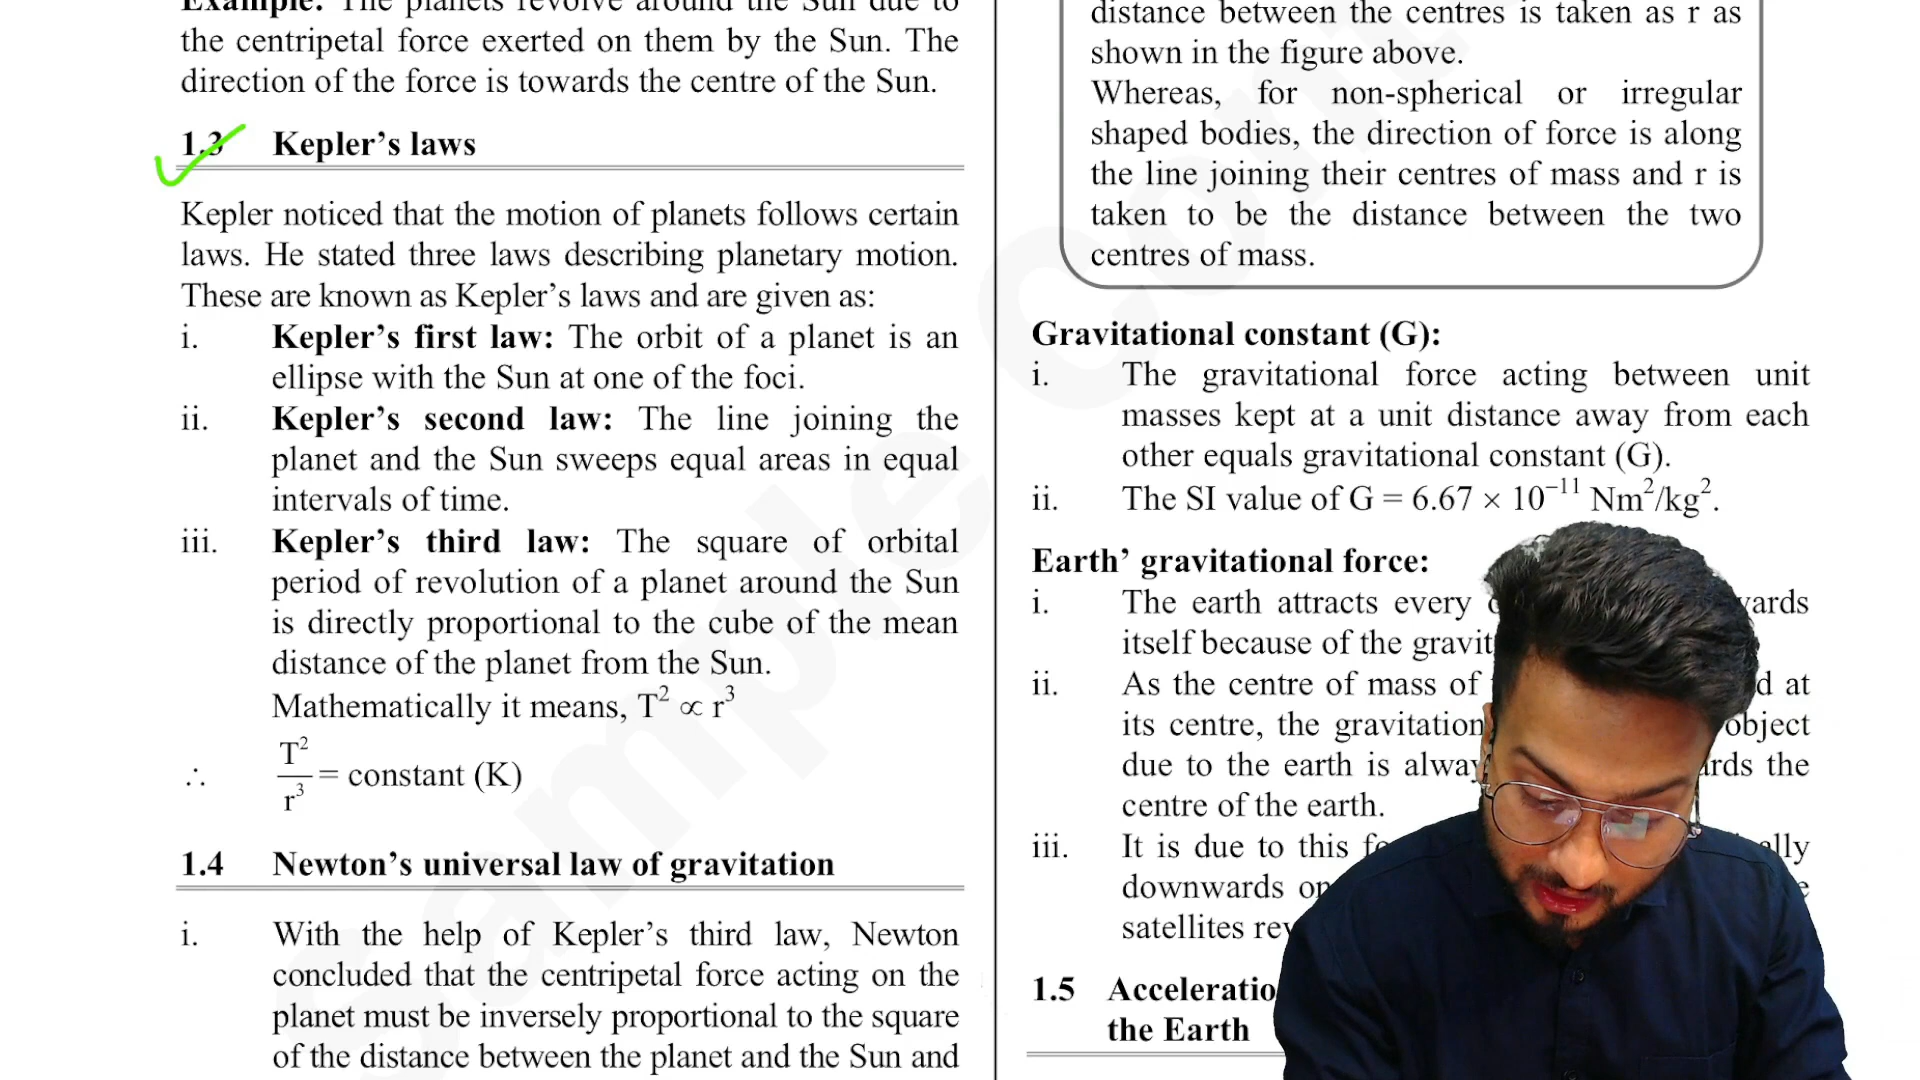 Example: The planets revolve around the Sun due to
the centripetal force exerted on them by the Sun. The
direction of the force is towards the centre of the Sun.
1.3 Kepler’s laws
Kepler noticed that the motion of planets follows certain
laws. He stated three laws describing planetary motion.
These are known as Kepler’s laws and are given as:
i. Kepler’s first law: The orbit of a planet is an
ellipse with the Sun at one of the foci.
ii. Kepler’s second law: The line joining the
planet and the Sun sweeps equal areas in equal
intervals of time.
iii. Kepler’s third law: The square of orbital
period of revolution of a planet around the Sun
is directly proportional to the cube of the mean
distance of the planet from the Sun.
Mathematically it means, T² ∝ r³
∴ T²/r³ = constant (K)
1.4 Newton’s universal law of gravitation
i. With the help of Kepler’s third law, Newton
concluded that the centripetal force acting on the
planet must be inversely proportional to the square
of the distance between the planet and the Sun and
distance between the centres is taken as r as
shown in the figure above.
Whereas, for non-spherical or irregular
shaped bodies, the direction of force is along
the line joining their centres of mass and r is
taken to be the distance between the two
centres of mass.
Gravitational constant (G):
i. The gravitational force acting between unit
masses kept at a unit distance away from each
other equals gravitational constant (G).
ii. The SI value of G = 6.67 × 10⁻¹¹ Nm²/kg².
Earth’ gravitational force:
i. The earth attracts every
itself because of the
ii. As the centre of mass of at
its centre, the object
due to the earth is the
centre of the earth.
iii. It is due to this
downwards
satellites
1.5
the Earth
Sample Cont